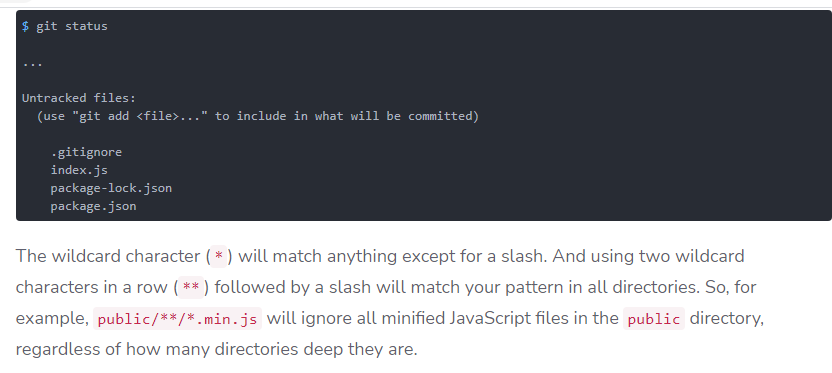 $ git status
...
Untracked files:
(use "git add <file>..." to include in what will be committed)
.gitignore
index.js
package-lock.json
package.json
The wildcard character (*) will match anything except for a slash. And using two wildcard
characters in a row (**) followed by a slash will match your pattern in all directories. So, for
example, public/**/*.min.js will ignore all minified JavaScript files in the public directory,
regardless of how many directories deep they are.